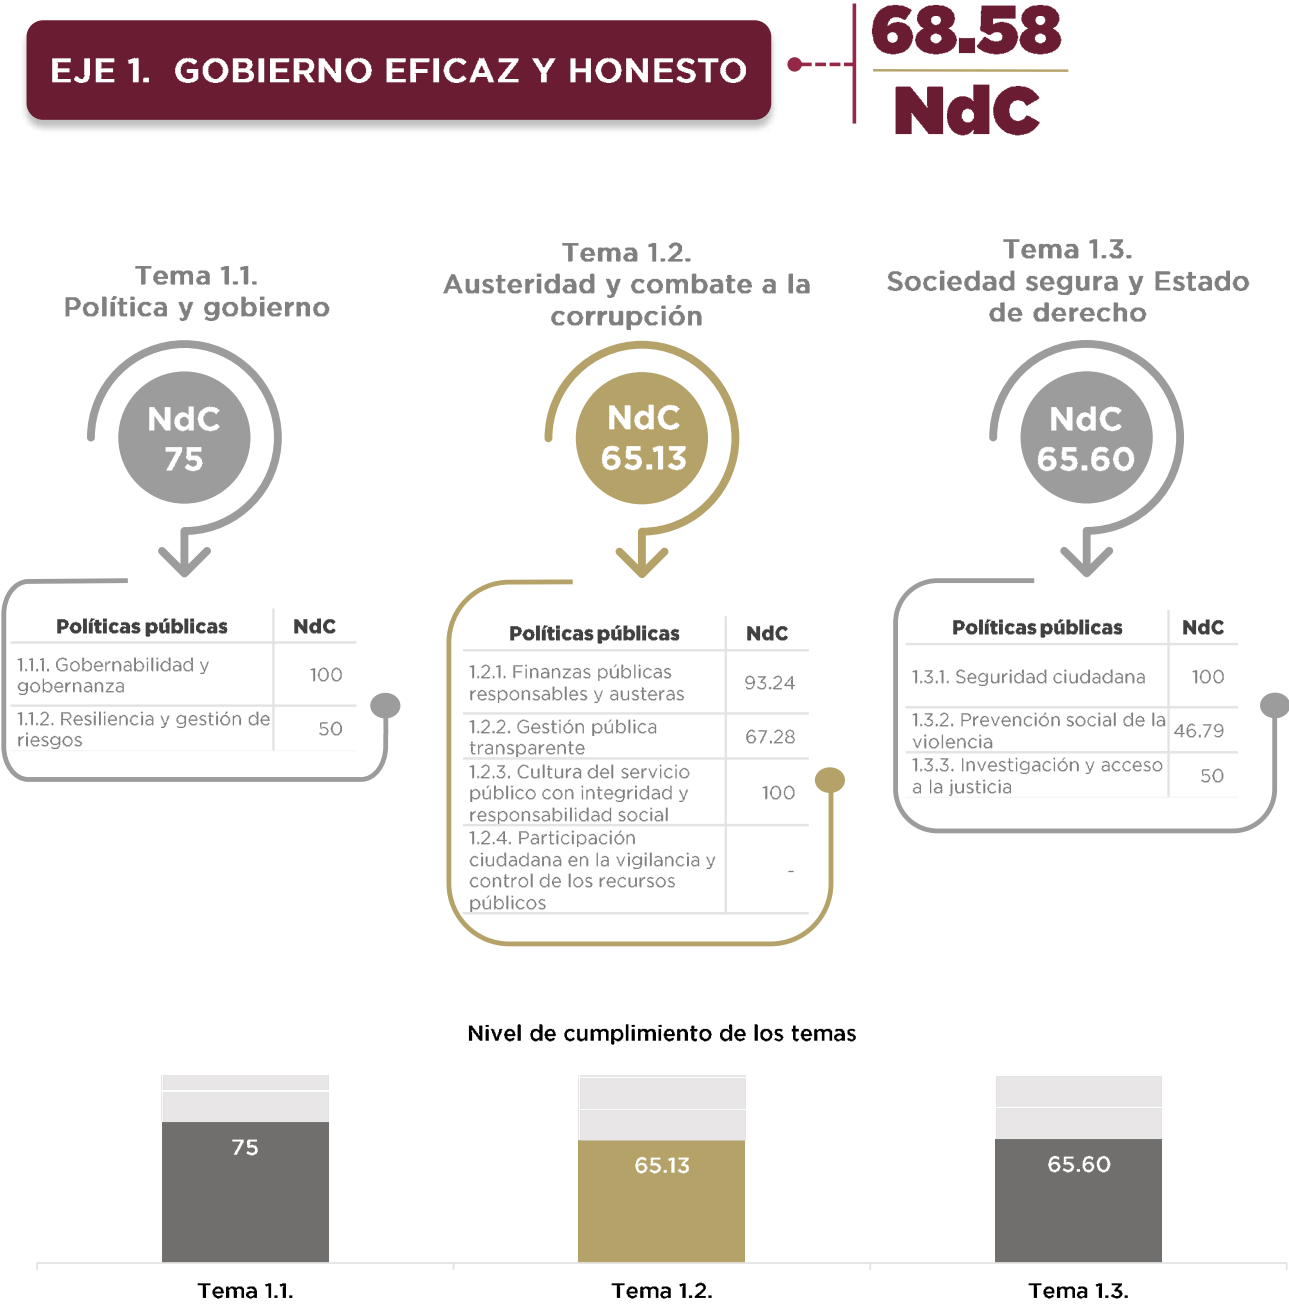 EJE 1. GOBIERNO EFICAZ Y HONESTO
68.58
NdC
Tema 1.1.
Política y gobierno
NdC
75
Políticas públicas NdC
1.1.1. Gobernabilidad y
gobernanza
100
1.1.2. Resiliencia y gestión de
riesgos
50
Tema 1.2.
Austeridad y combate a la
corrupción
NdC
65.13
Políticas públicas NdC
1.2.1. Finanzas públicas
responsables y austeras
93.24
1.2.2. Gestión pública
transparente
67.28
1.2.3. Cultura del servicio
público con integridad y
responsabilidad social
100
1.2.4. Participación
ciudadana en la vigilancia y
control de los recursos
públicos
-
Tema 1.3.
Sociedad segura y Estado
de derecho
NdC
65.60
Políticas públicas NdC
1.3.1. Seguridad ciudadana 100
1.3.2. Prevención social de la
violencia
46.79
1.3.3. Investigación y acceso
a la justicia
50
Nivel de cumplimiento de los temas
75
65.13
65.60
Tema 1.1.
Tema 1.2.
Tema 1.3.